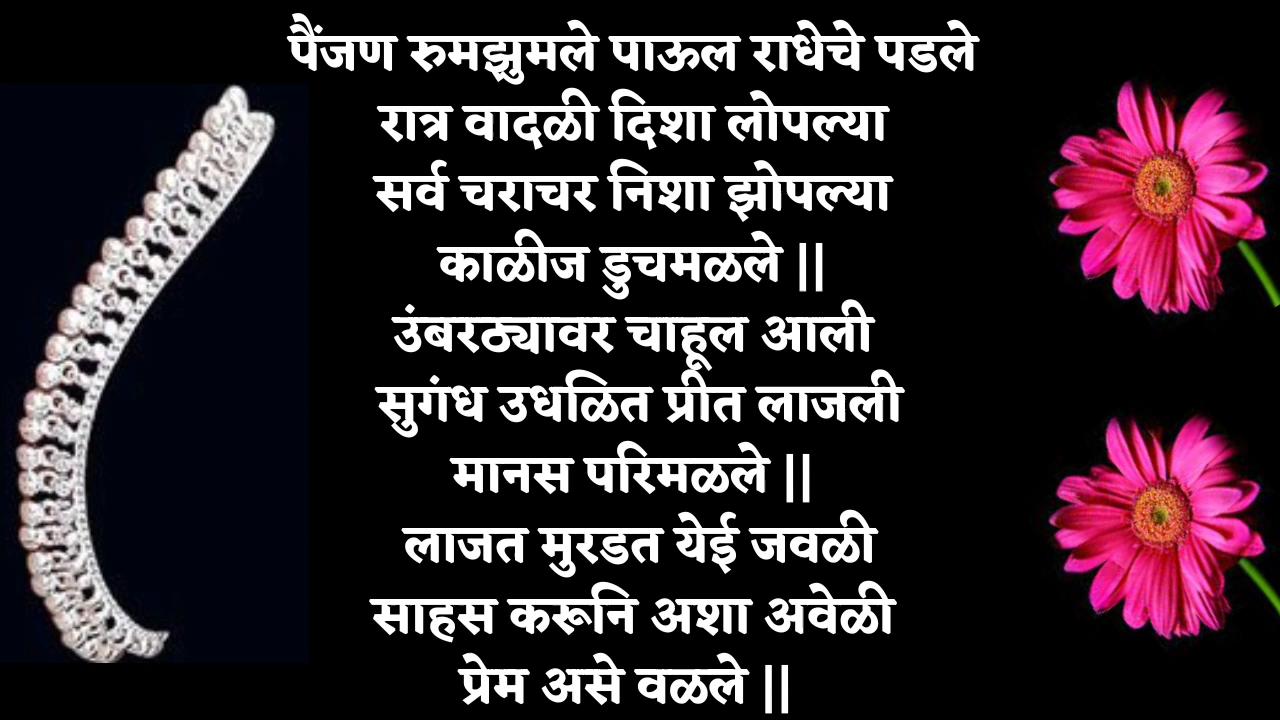 पैंजण रुमझुमले पाऊल राधेचे पडले
रात्र वादळी दिशा लोपल्या
सर्व चराचर निशा झोपल्या
काळीज डुचमळले ||
उंबरठ्यावर चाहूल आली
सुगंध उधळित प्रीत लाजली
मानस परिमळले ||
लाजत मुरडत येई जवळी
साहस करूनि अशा अवेळी
प्रेम असे वळले ||